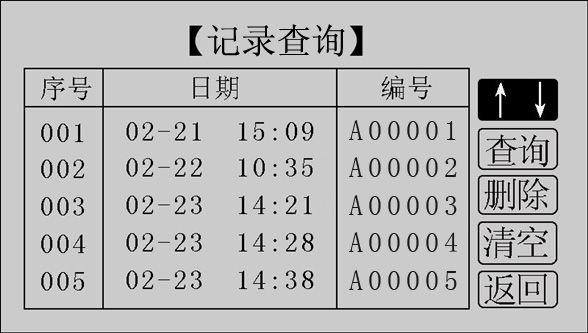 【记录查询】
序号 日期 编号
001 02-21 15:09 A00001
002 02-22 10:35 A00002
003 02-23 14:21 A00003
004 02-23 14:28 A00004
005 02-23 14:38 A00005
↑ ↓
查询
删除
清空
返回